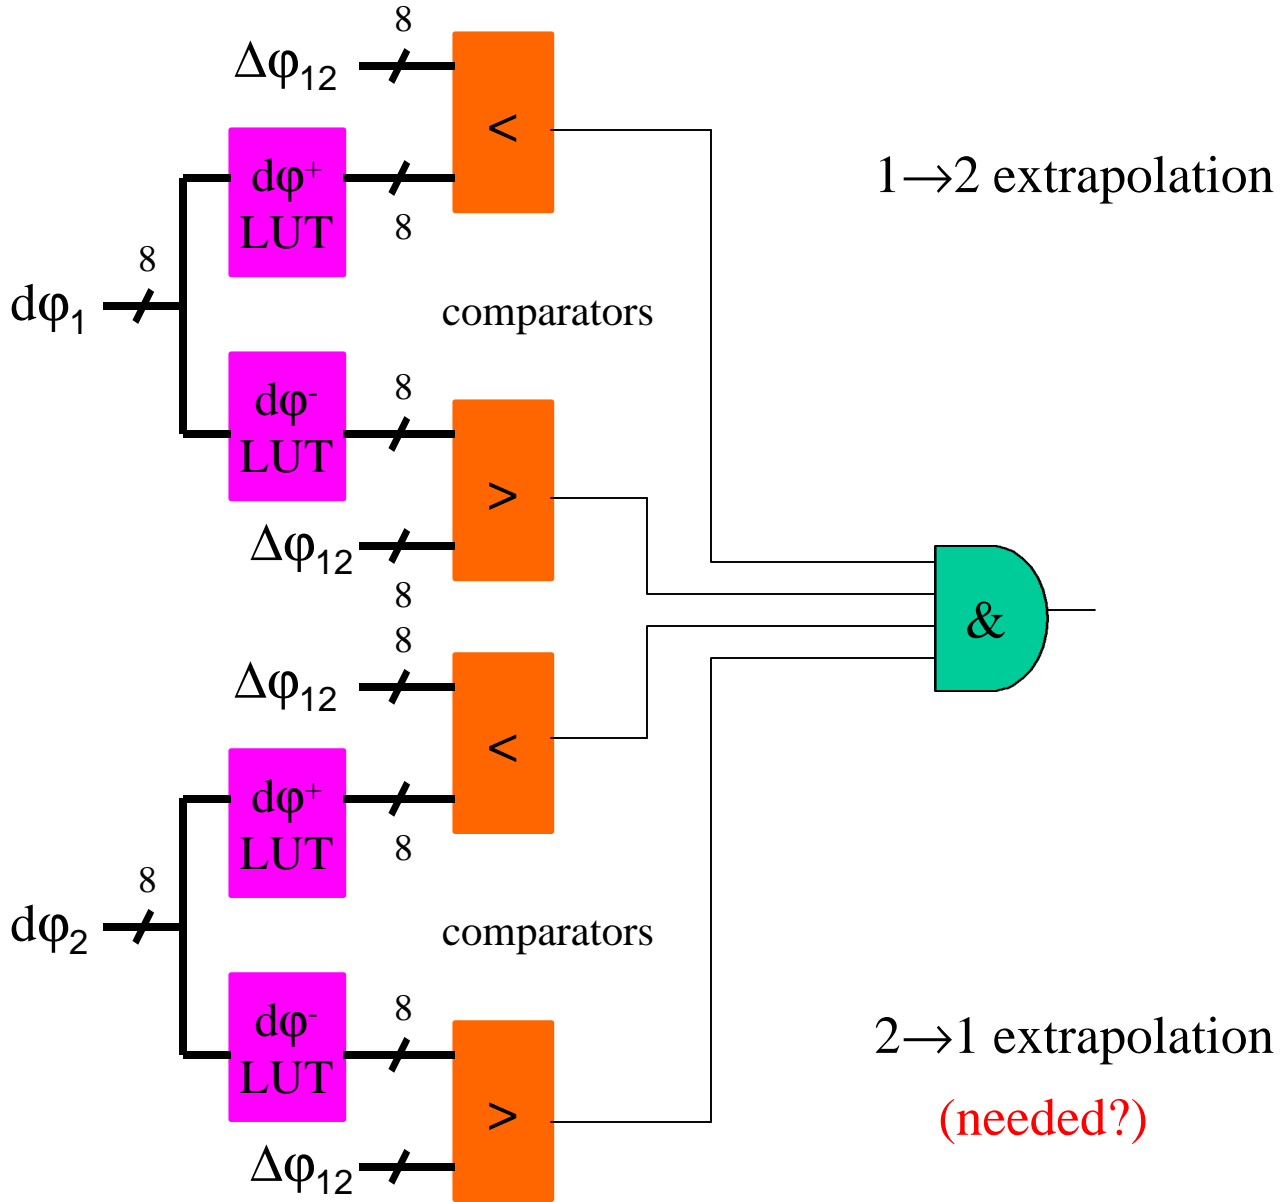 8
Δφ12
<
dφ+
LUT
8
1→2 extrapolation
8
dφ1
comparators
8
dφ-
LUT
>
Δφ12
8
&
8
Δφ12
<
dφ+
LUT
8
8
dφ2
comparators
8
dφ-
LUT
2→1 extrapolation
>
(needed?)
Δφ12